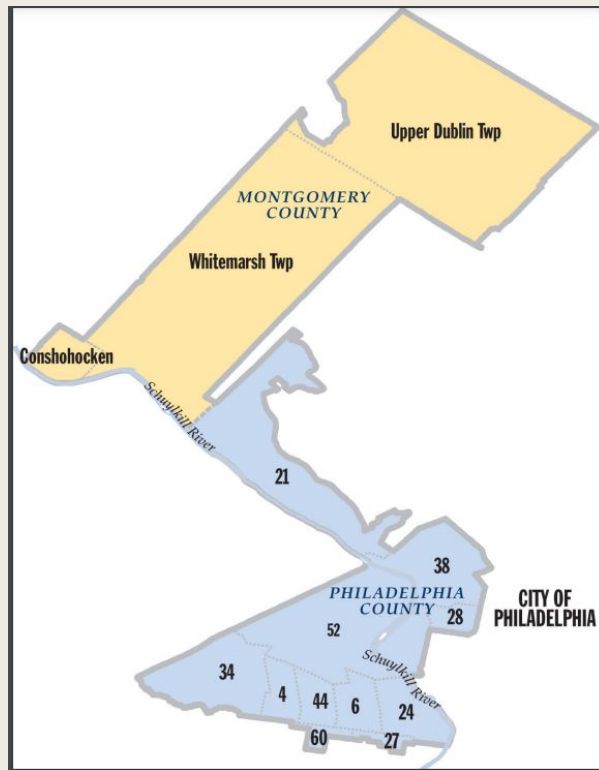 Upper Dublin Twp
MONTGOMERY
COUNTY
Whitemarsh Twp
Conshohocken
Schuylkill River
21
38
PHILADELPHIA
COUNTY
CITY OF
PHILADELPHIA
28
52
Schuylkill River
34
4
44
6
24
60
27